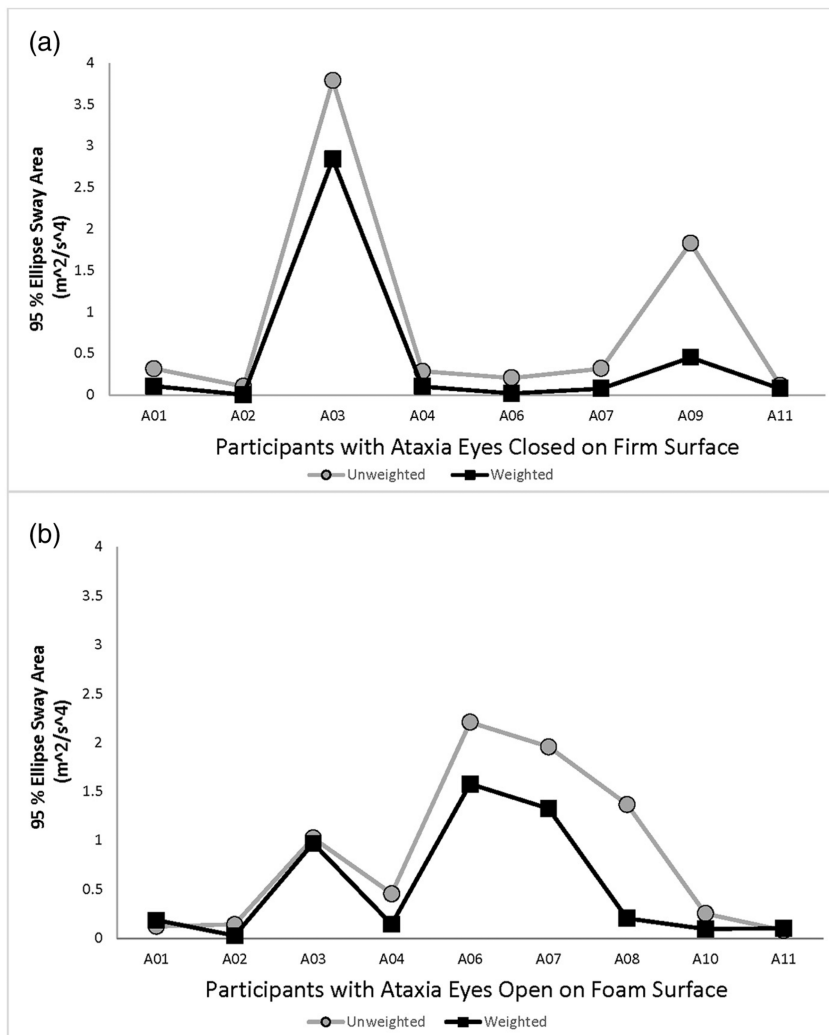 (a)
95 % Ellipse Sway Area
(m^2/s^4)
4
3.5
3
2.5
2
1.5
1
0.5
0
A01 A02 A03 A04 A06 A07 A09 A11
Participants with Ataxia Eyes Closed on Firm Surface
Unweighted Weighted
(b)
95 % Ellipse Sway Area
(m^2/s^4)
4
3.5
3
2.5
2
1.5
1
0.5
0
A01 A02 A03 A04 A06 A07 A08 A10 A11
Participants with Ataxia Eyes Open on Foam Surface
Unweighted Weighted